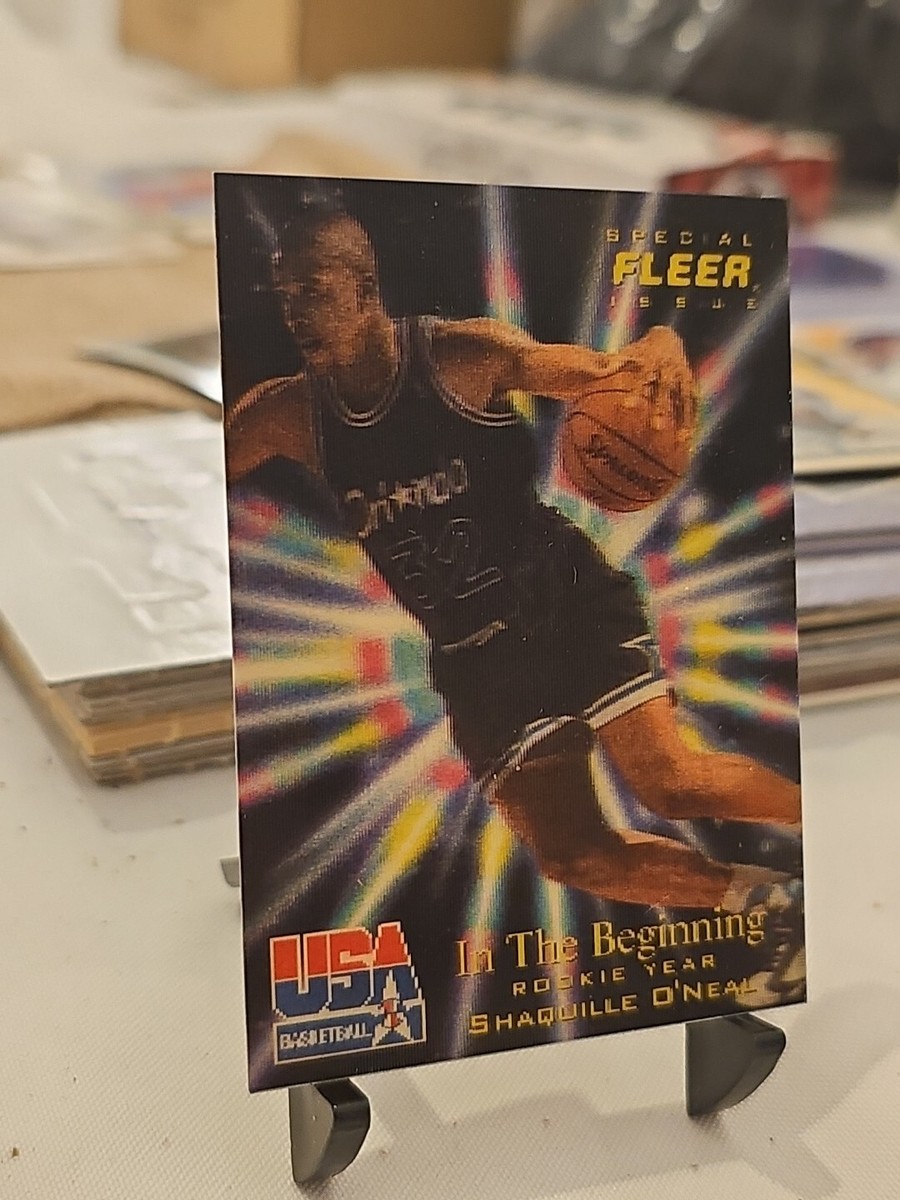 SPECIAL
FLEER
ISSUE
SPALDING
ORLANDO
32
In The Beginning
ROOKIE YEAR
SHAQUILLE O'NEAL
USA
BASKETBALL